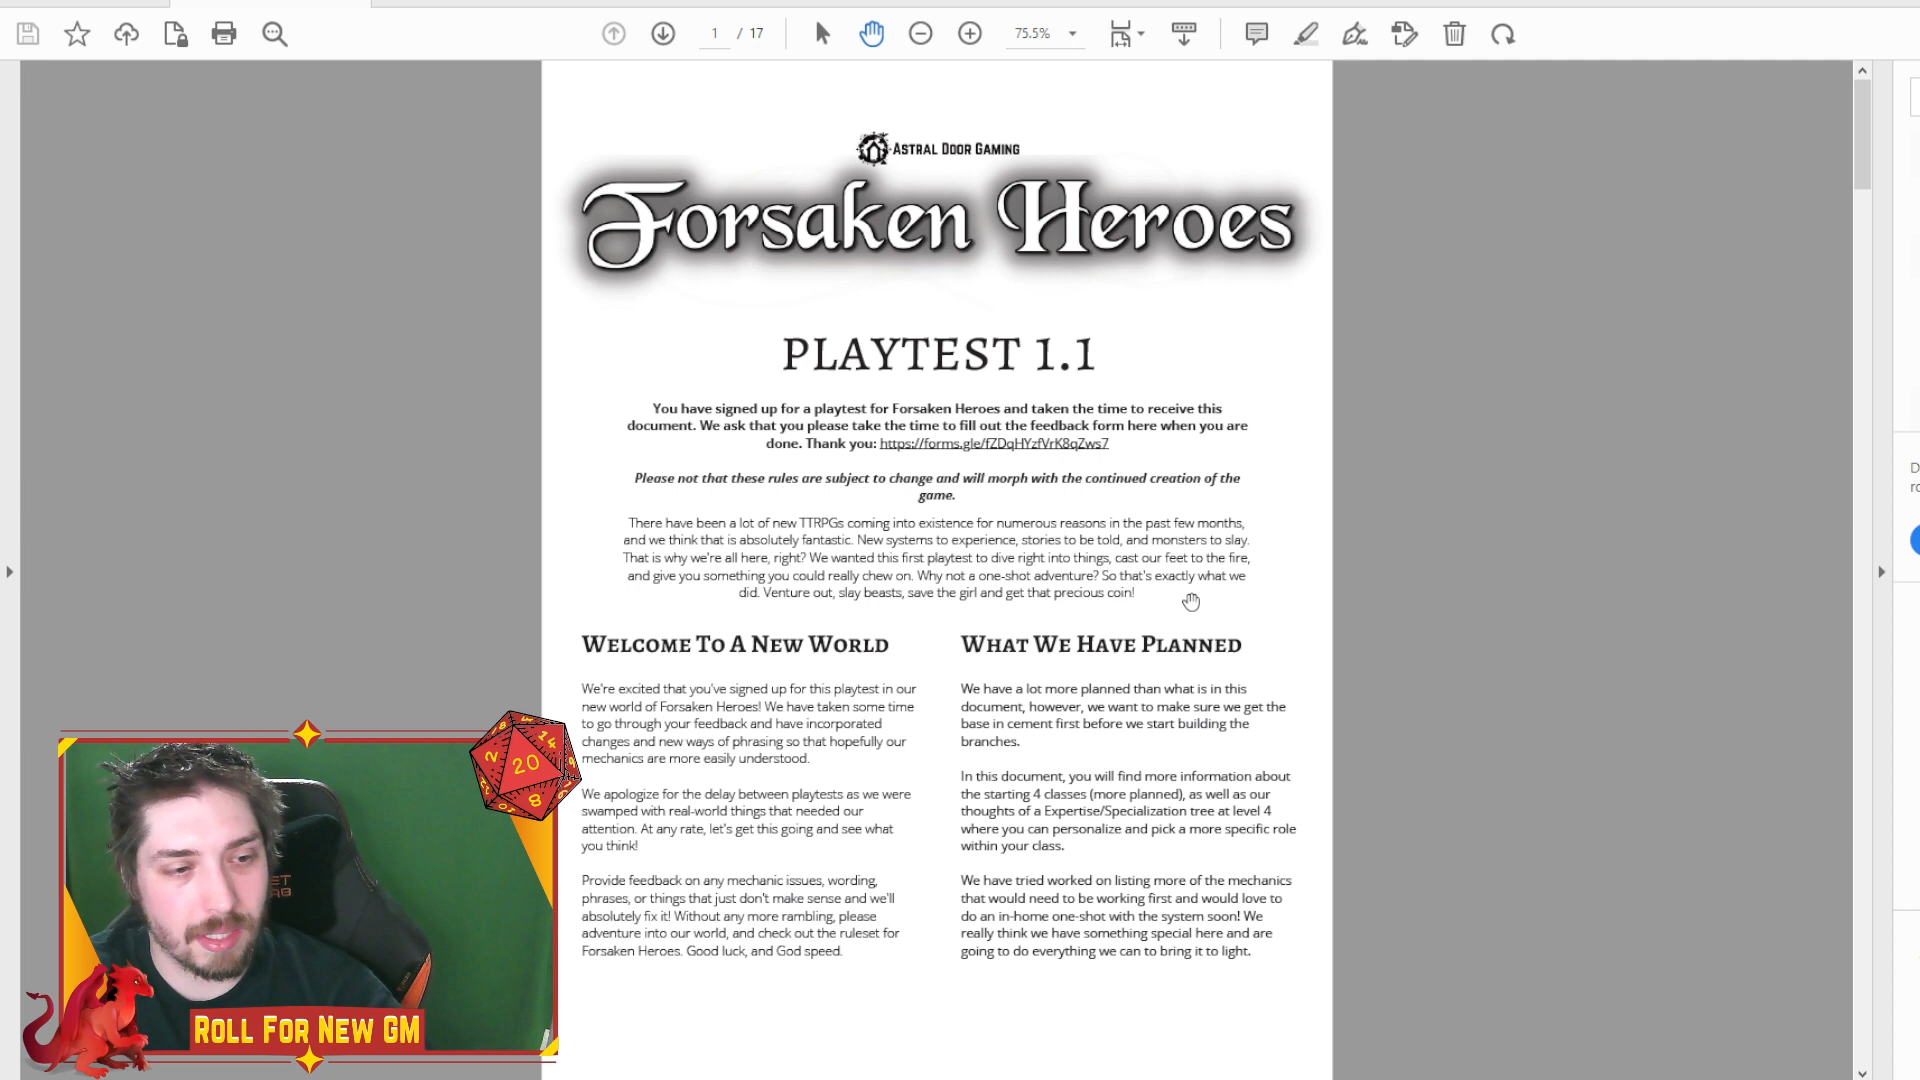 1 / 17
75.5%
ASTRAL DOOR GAMING
Forsaken Heroes
PLAYTEST 1.1
You have signed up for a playtest for Forsaken Heroes and taken the time to receive this
document. We ask that you please take the time to fill out the feedback form here when you are
done. Thank you: https://forms.gle/fZDqHYzfVrK8qZws7
Please not that these rules are subject to change and will morph with the continued creation of the
game.
There have been a lot of new TTRPGs coming into existence for numerous reasons in the past few months,
and we think that is absolutely fantastic. New systems to experience, stories to be told, and monsters to slay.
That is why we're all here, right? We wanted this first playtest to dive right into things, cast our feet to the fire,
and give you something you could really chew on. Why not a one-shot adventure? So that's exactly what we
did. Venture out, slay beasts, save the girl and get that precious coin!
WELCOME TO A NEW WORLD
We're excited that you've signed up for this playtest in our
new world of Forsaken Heroes! We have taken some time
to go through your feedback and have incorporated
changes and new ways of phrasing so that hopefully our
mechanics are more easily understood.
We apologize for the delay between playtests as we were
swamped with real-world things that needed our
attention. At any rate, let's get this going and see what
you think!
Provide feedback on any mechanic issues, wording,
phrases, or things that just don't make sense and we'll
absolutely fix it! Without any more rambling, please
adventure into our world, and check out the ruleset for
Forsaken Heroes. Good luck, and God speed.
WHAT WE HAVE PLANNED
We have a lot more planned than what is in this
document, however, we want to make sure we get the
base in cement first before we start building the
branches.
In this document, you will find more information about
the starting 4 classes (more planned), as well as our
thoughts of a Expertise/Specialization tree at level 4
where you can personalize and pick a more specific role
within your class.
We have tried worked on listing more of the mechanics
that would need to be working first and would love to
do an in-home one-shot with the system soon! We
really think we have something special here and are
going to do everything we can to bring it to light.
14
2
20
8
10
ROLL FOR NEW GM